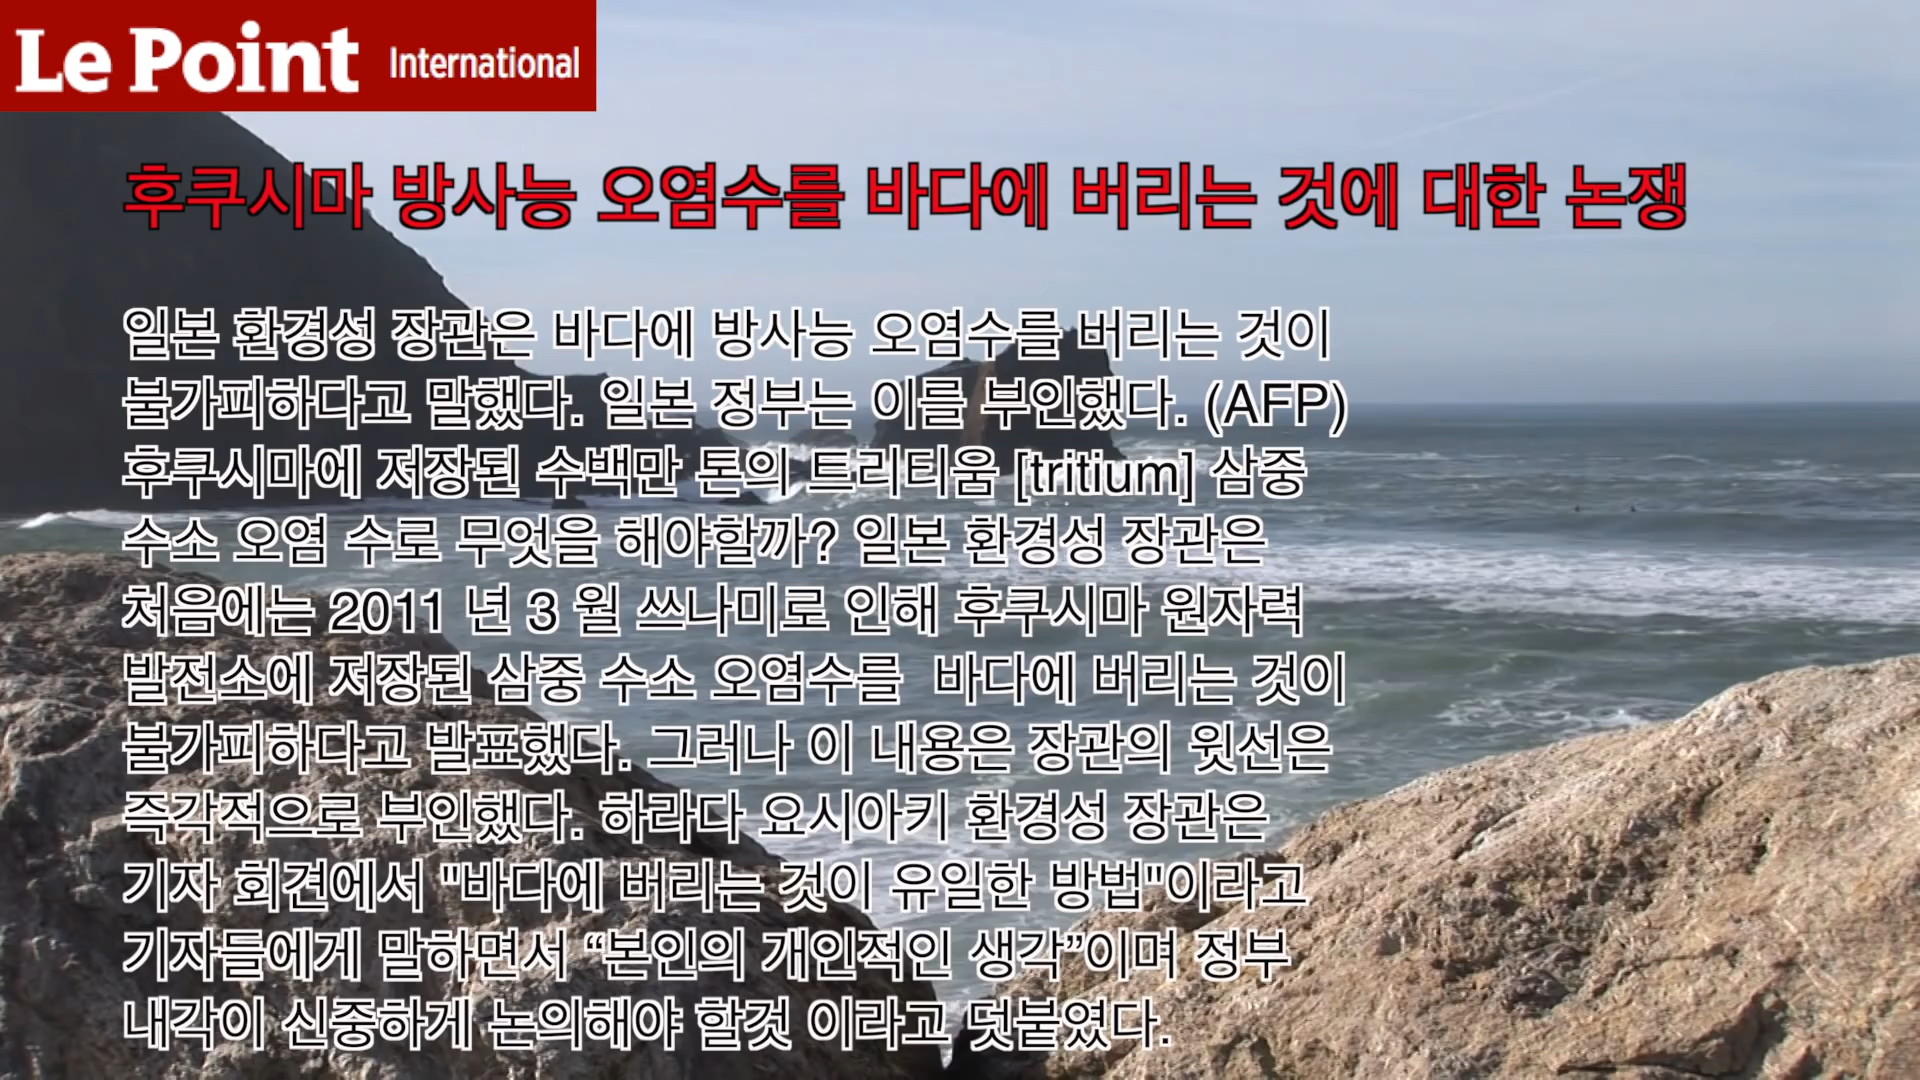 Le Point International
후쿠시마 방사능 오염수를 바다에 버리는 것에 대한 논쟁
일본 환경성 장관은 바다에 방사능 오염수를 버리는 것이
불가피하다고 말했다. 일본 정부는 이를 부인했다. (AFP)
후쿠시마에 저장된 수백만 톤의 트리티움 [tritium] 삼중
수소 오염 수로 무엇을 해야할까? 일본 환경성 장관은
처음에는 2011 년 3 월 쓰나미로 인해 후쿠시마 원자력
발전소에 저장된 삼중 수소 오염수를  바다에 버리는 것이
불가피하다고 발표했다. 그러나 이 내용은 장관의 윗선은
즉각적으로 부인했다. 하라다 요시아키 환경성 장관은
기자 회견에서 "바다에 버리는 것이 유일한 방법"이라고
기자들에게 말하면서 “본인의 개인적인 생각”이며 정부
내각이 신중하게 논의해야 할것 이라고 덧붙였다.